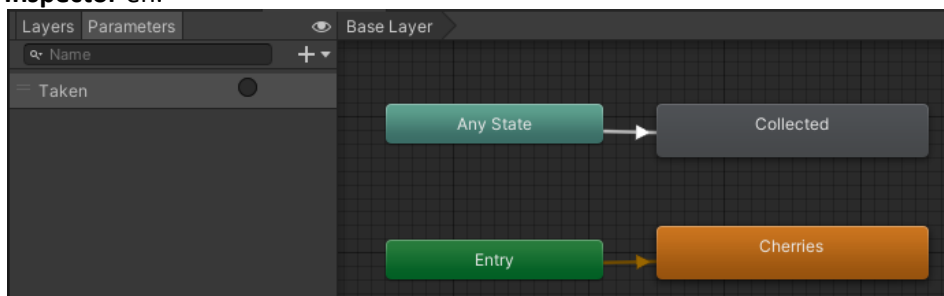 Layers Parameters
Base Layer
Name
Taken
Any State
Collected
Entry
Cherries